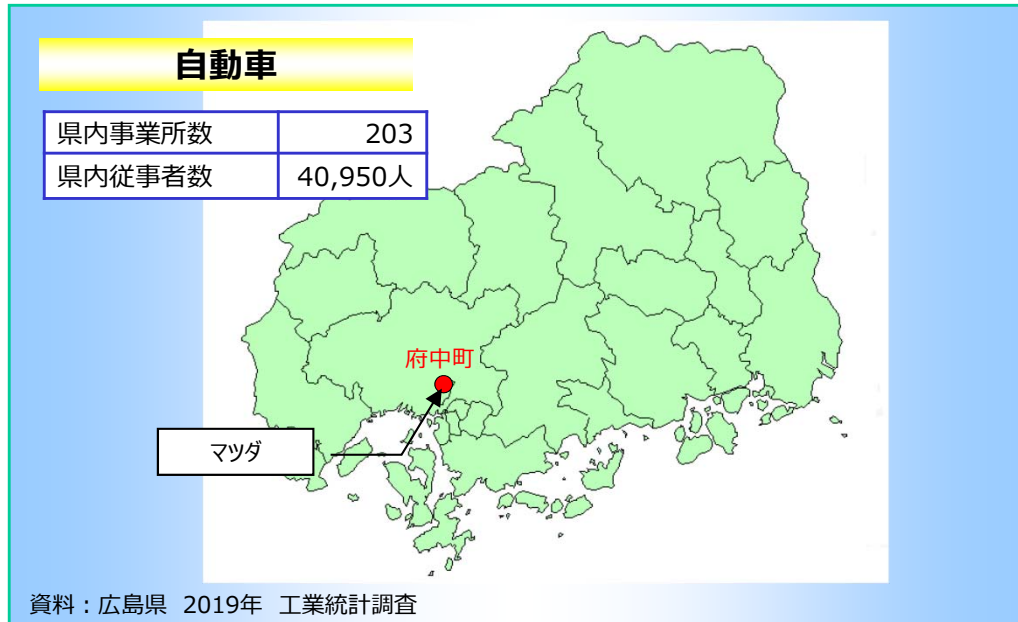 自動車
県内事業所数 203
県内従事者数 40,950人
府中町
マツダ
資料：広島県 2019年 工業統計調査